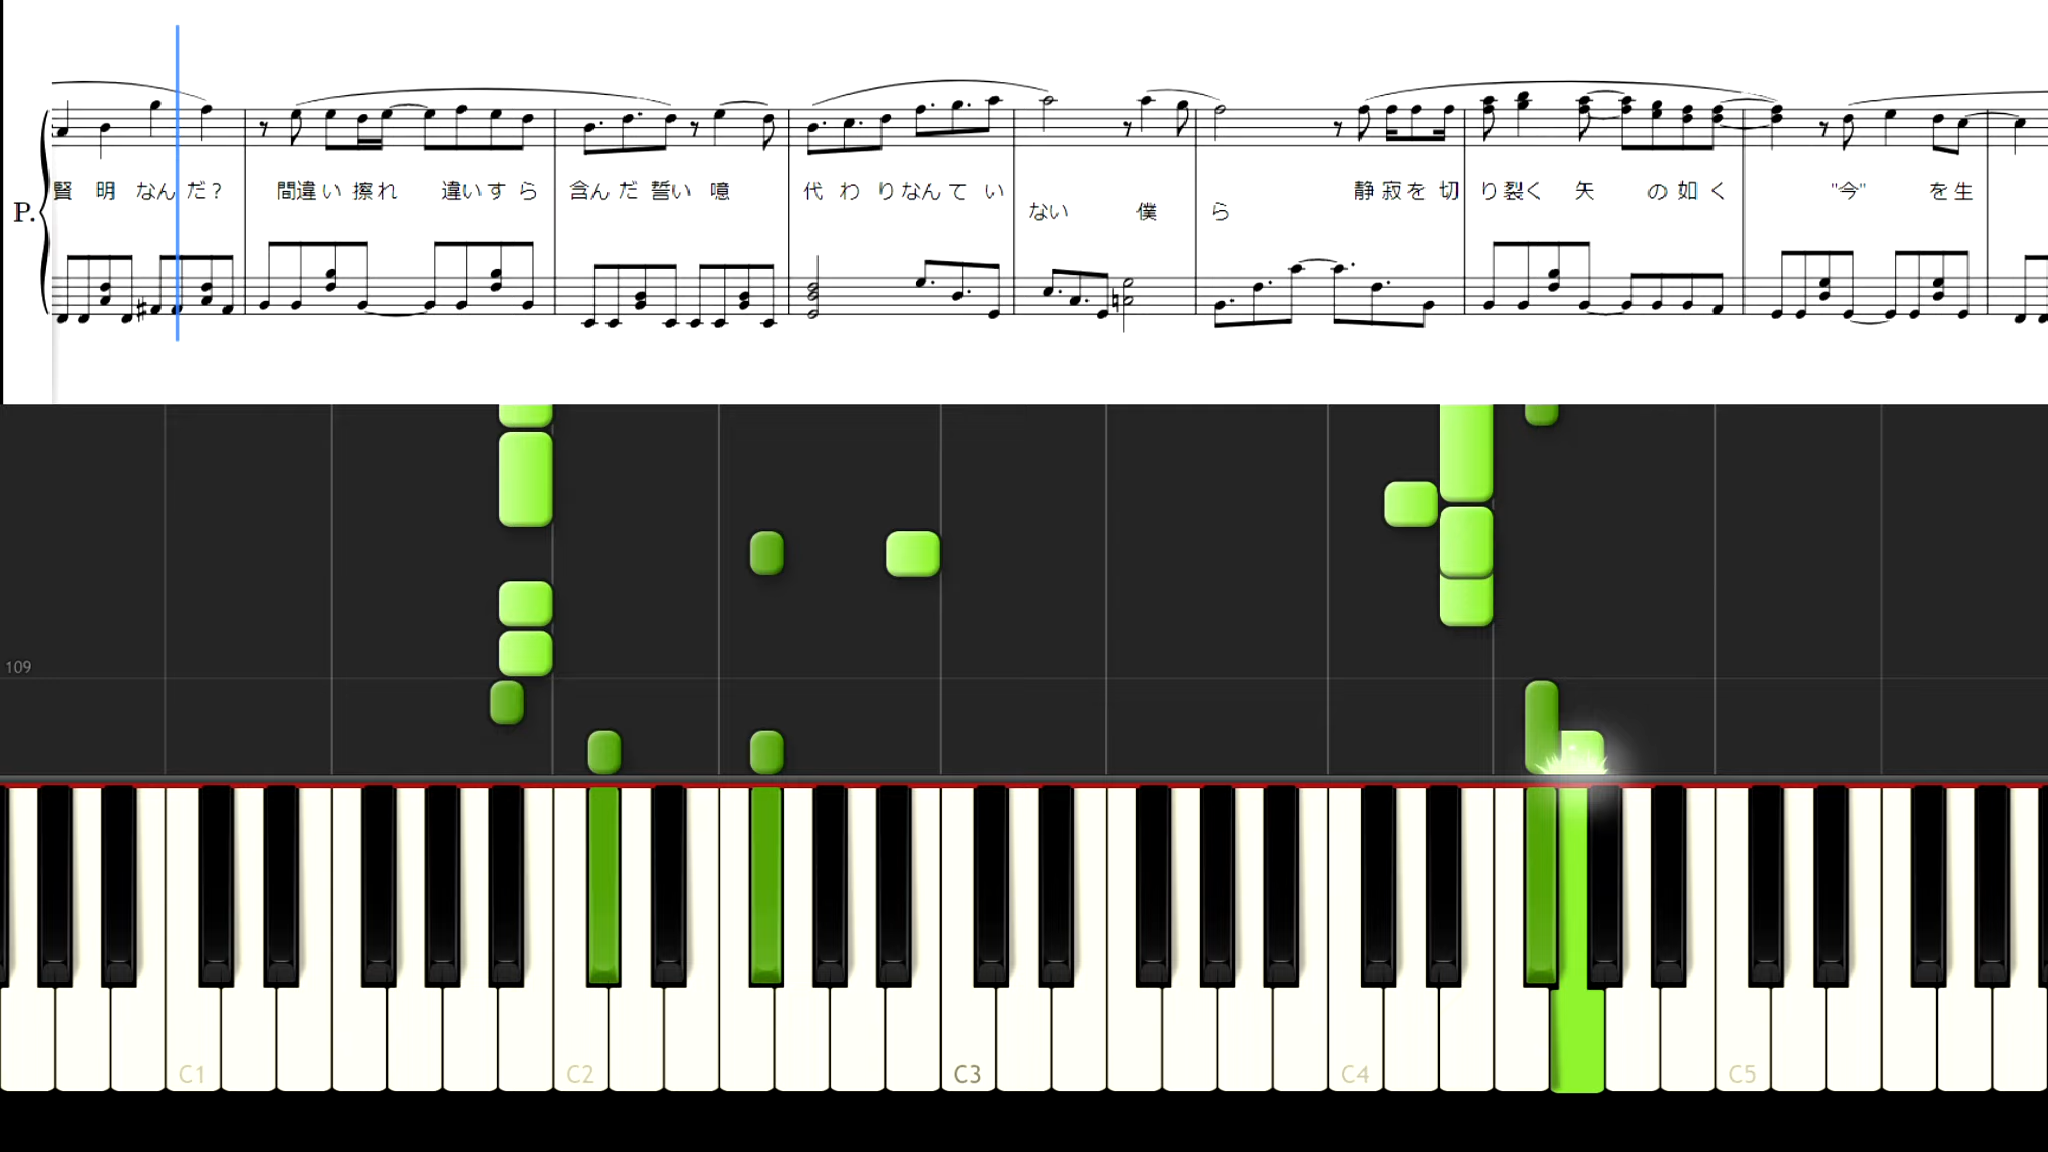 賢 明 なん だ? 間違い 擦れ 違いすら 含んだ 誓い 噫 代 わ りなんてい 静寂を 切 り裂く 矢 の如く "今" を生
P. ない 僕 ら
109
C1 C2 C3 C4 C5